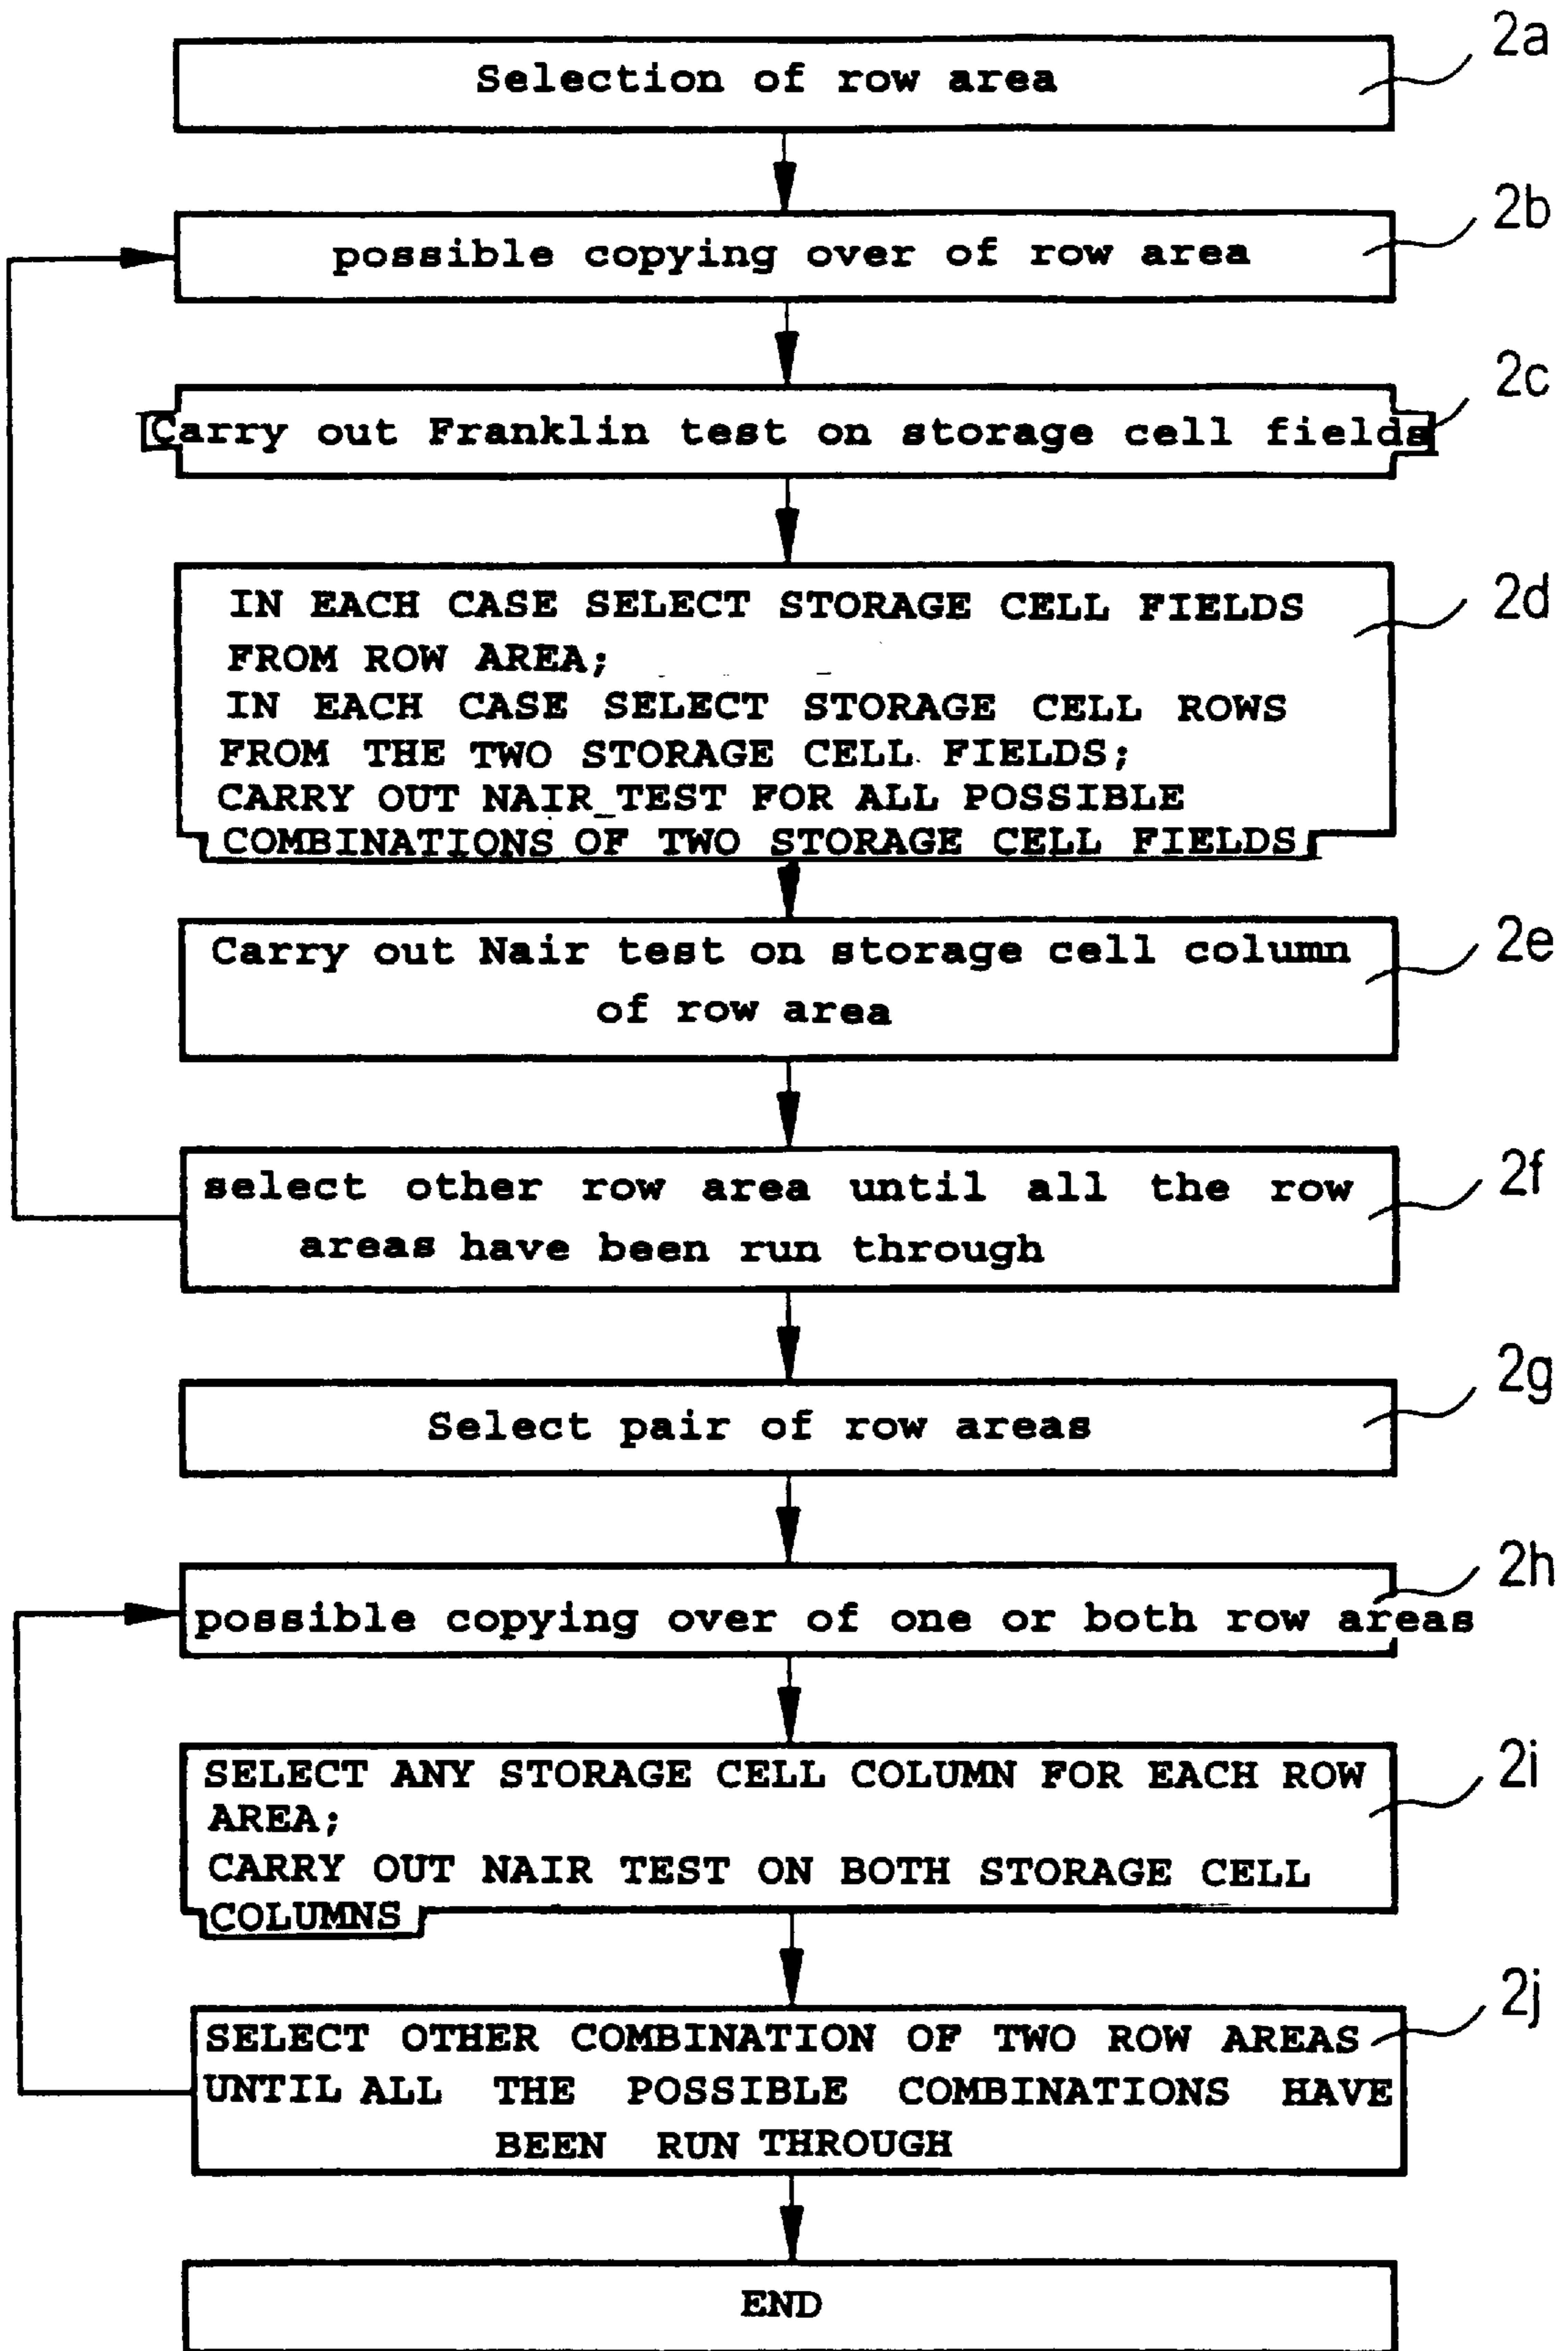 2a
Selection of row area
2b
possible copying over of row area
2c
Carry out Franklin test on storage cell fields
2d
IN EACH CASE SELECT STORAGE CELL FIELDS
FROM ROW AREA;
IN EACH CASE SELECT STORAGE CELL ROWS
FROM THE TWO STORAGE CELL FIELDS;
CARRY OUT NAIR_TEST FOR ALL POSSIBLE
COMBINATIONS OF TWO STORAGE CELL FIELDS
2e
Carry out Nair test on storage cell column
of row area
2f
select other row area until all the row
areas have been run through
2g
Select pair of row areas
2h
possible copying over of one or both row areas
2i
SELECT ANY STORAGE CELL COLUMN FOR EACH ROW
AREA;
CARRY OUT NAIR TEST ON BOTH STORAGE CELL
COLUMNS
2j
SELECT OTHER COMBINATION OF TWO ROW AREAS
UNTIL ALL THE POSSIBLE COMBINATIONS HAVE
BEEN RUN THROUGH
END